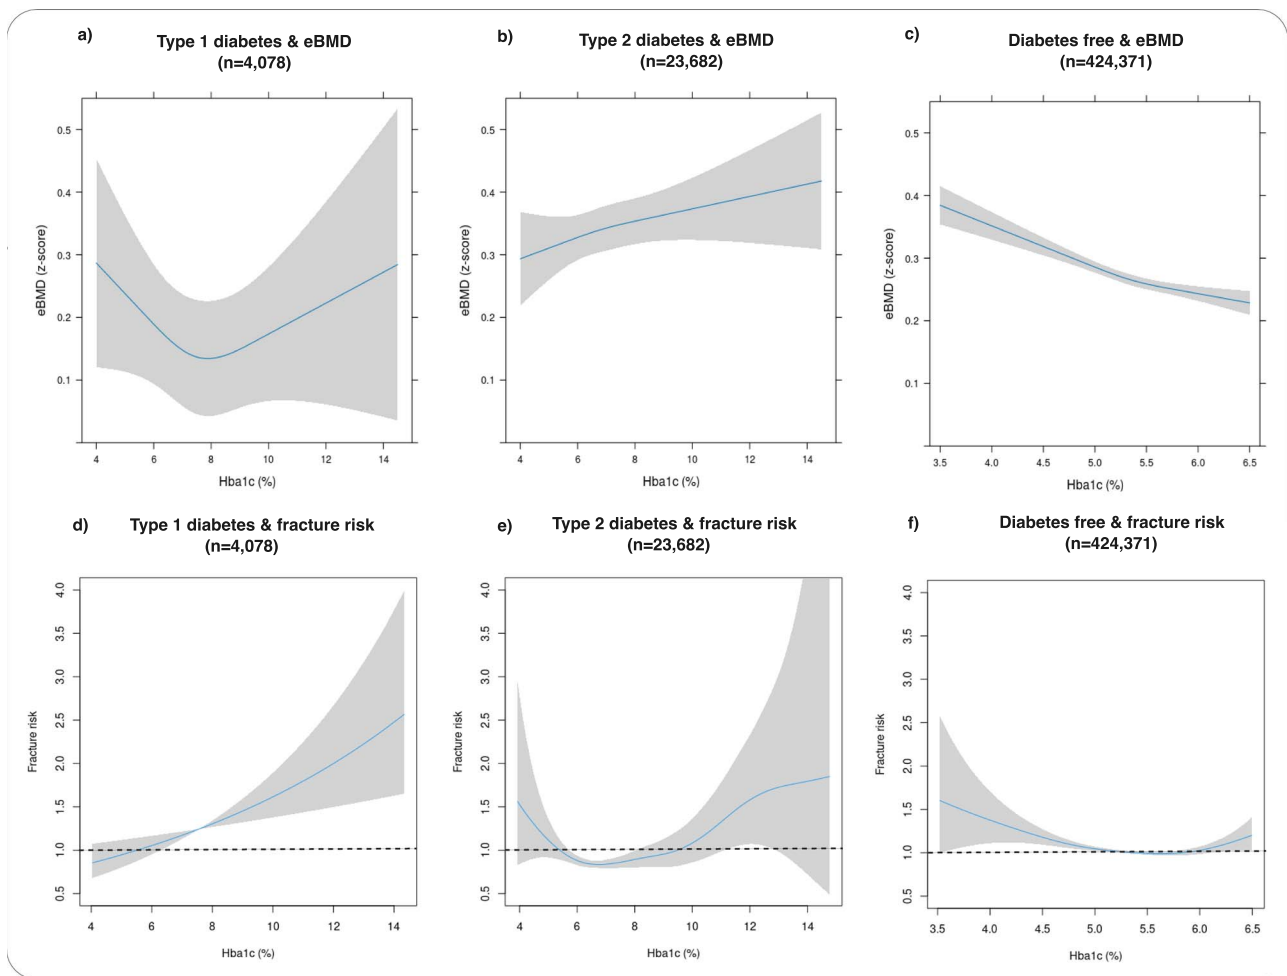 a)
Type 1 diabetes & eBMD
(n=4,078)
eBMD (z-score)
0.5
0.4
0.3
0.2
0.1
4 6 8 10 12 14
Hba1c (%)
b)
Type 2 diabetes & eBMD
(n=23,682)
eBMD (z-score)
0.5
0.4
0.3
0.2
0.1
4 6 8 10 12 14
Hba1c (%)
c)
Diabetes free & eBMD
(n=424,371)
eBMD (z-score)
0.5
0.4
0.3
0.2
0.1
3.5 4.0 4.5 5.0 5.5 6.0 6.5
Hba1c (%)
d)
Type 1 diabetes & fracture risk
(n=4,078)
Fracture risk
4.0
3.5
3.0
2.5
2.0
1.5
1.0
0.5
4 6 8 10 12 14
Hba1c (%)
e)
Type 2 diabetes & fracture risk
(n=23,682)
Fracture risk
4.0
3.5
3.0
2.5
2.0
1.5
1.0
0.5
4 6 8 10 12 14
Hba1c (%)
f)
Diabetes free & fracture risk
(n=424,371)
Fracture risk
4.0
3.5
3.0
2.5
2.0
1.5
1.0
0.5
3.5 4.0 4.5 5.0 5.5 6.0 6.5
Hba1c (%)